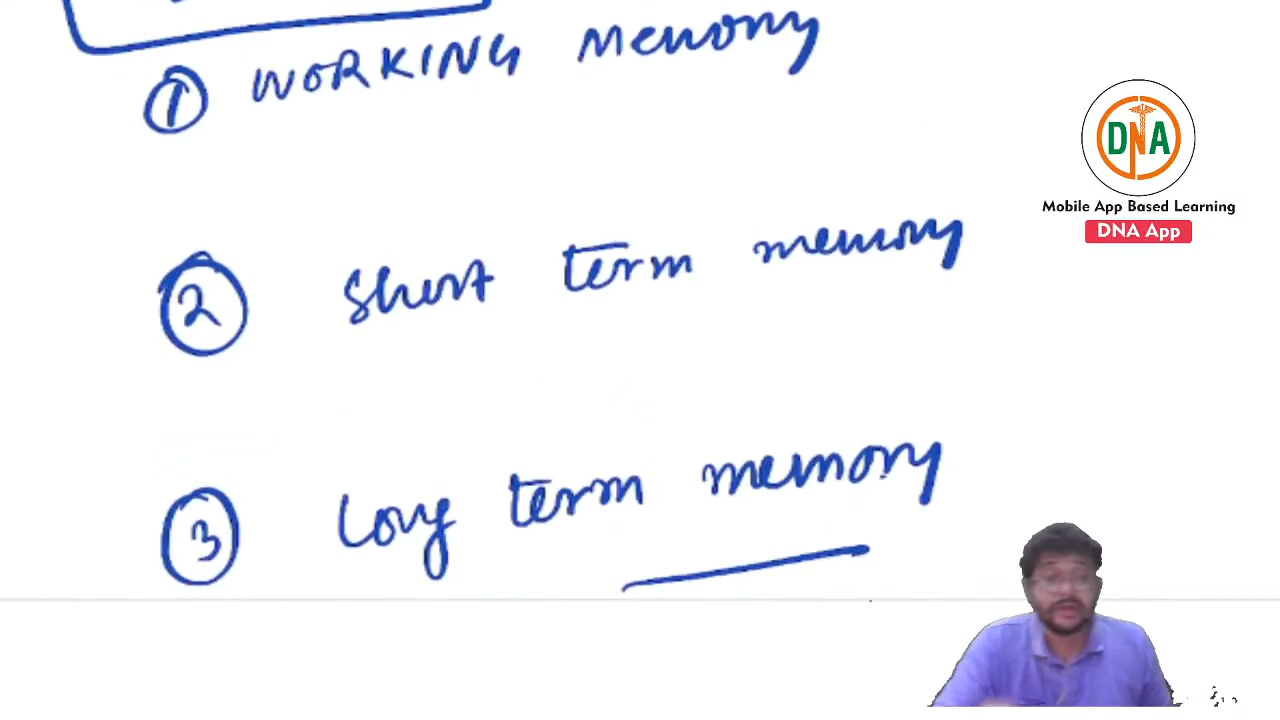 1 WORKING Memory
2 Short term memory
3 Long term memory
DNA
Mobile App Based Learning
DNA App